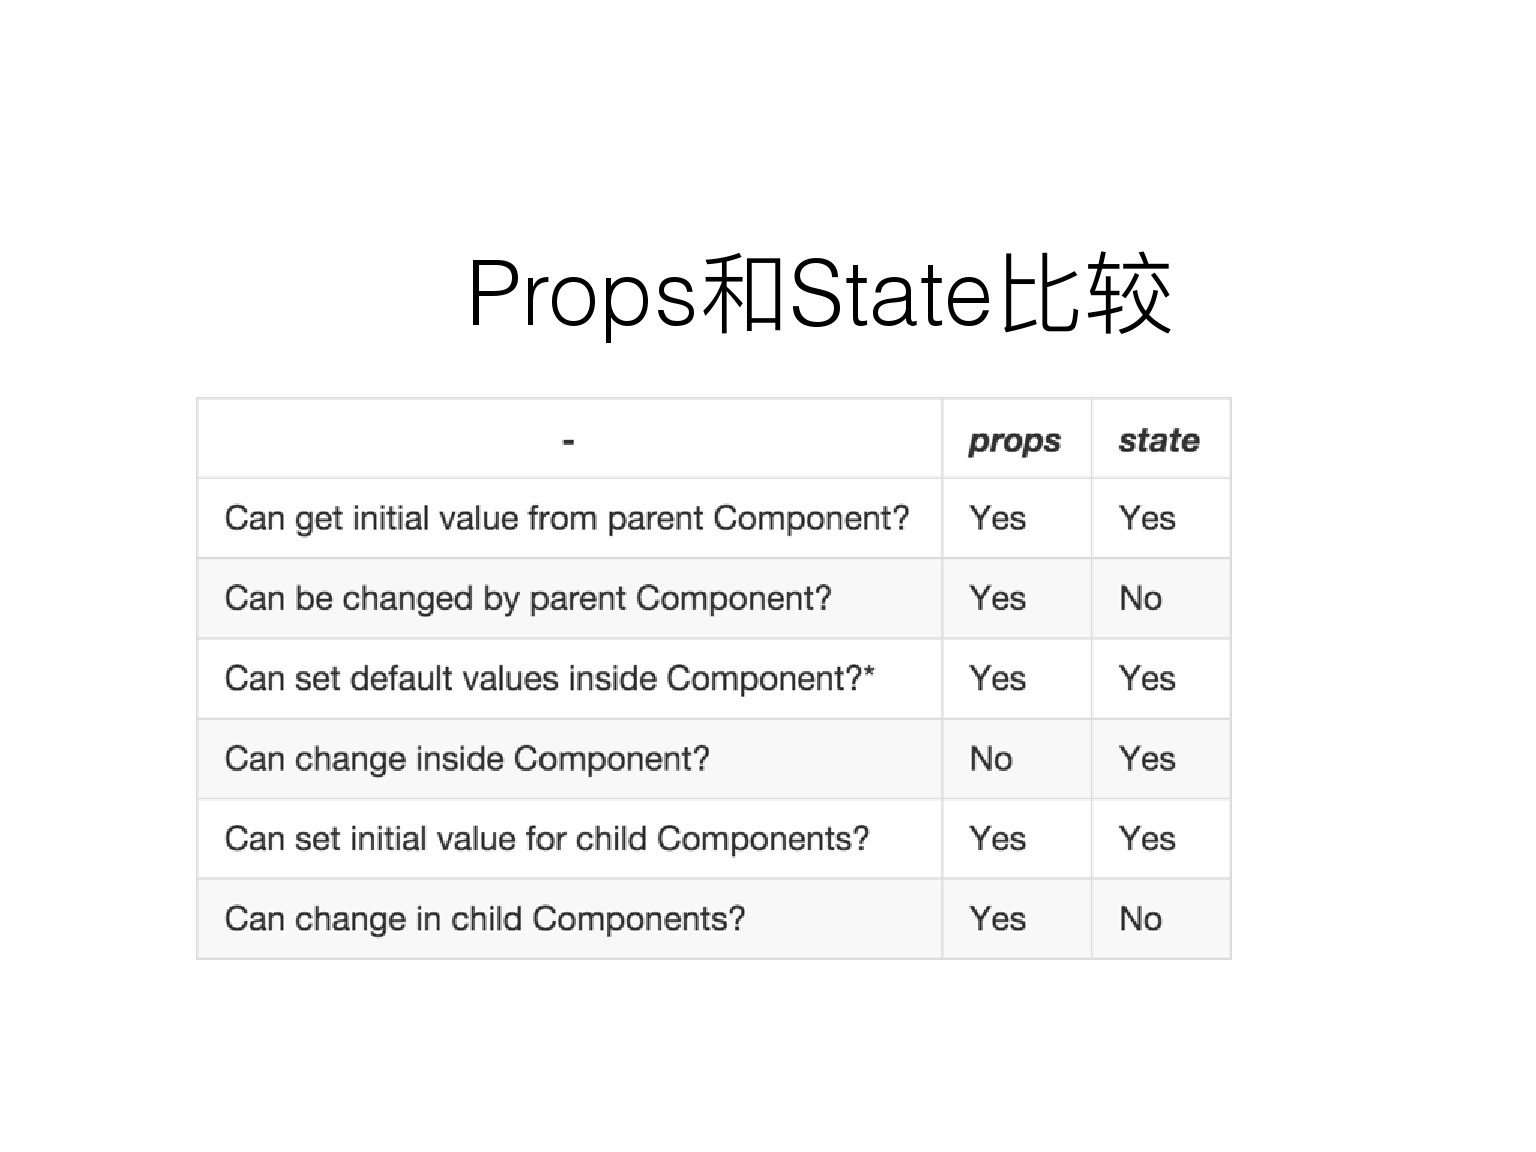 Props和State比较
- props state
Can get initial value from parent Component? Yes Yes
Can be changed by parent Component? Yes No
Can set default values inside Component?* Yes Yes
Can change inside Component? No Yes
Can set initial value for child Components? Yes Yes
Can change in child Components? Yes No